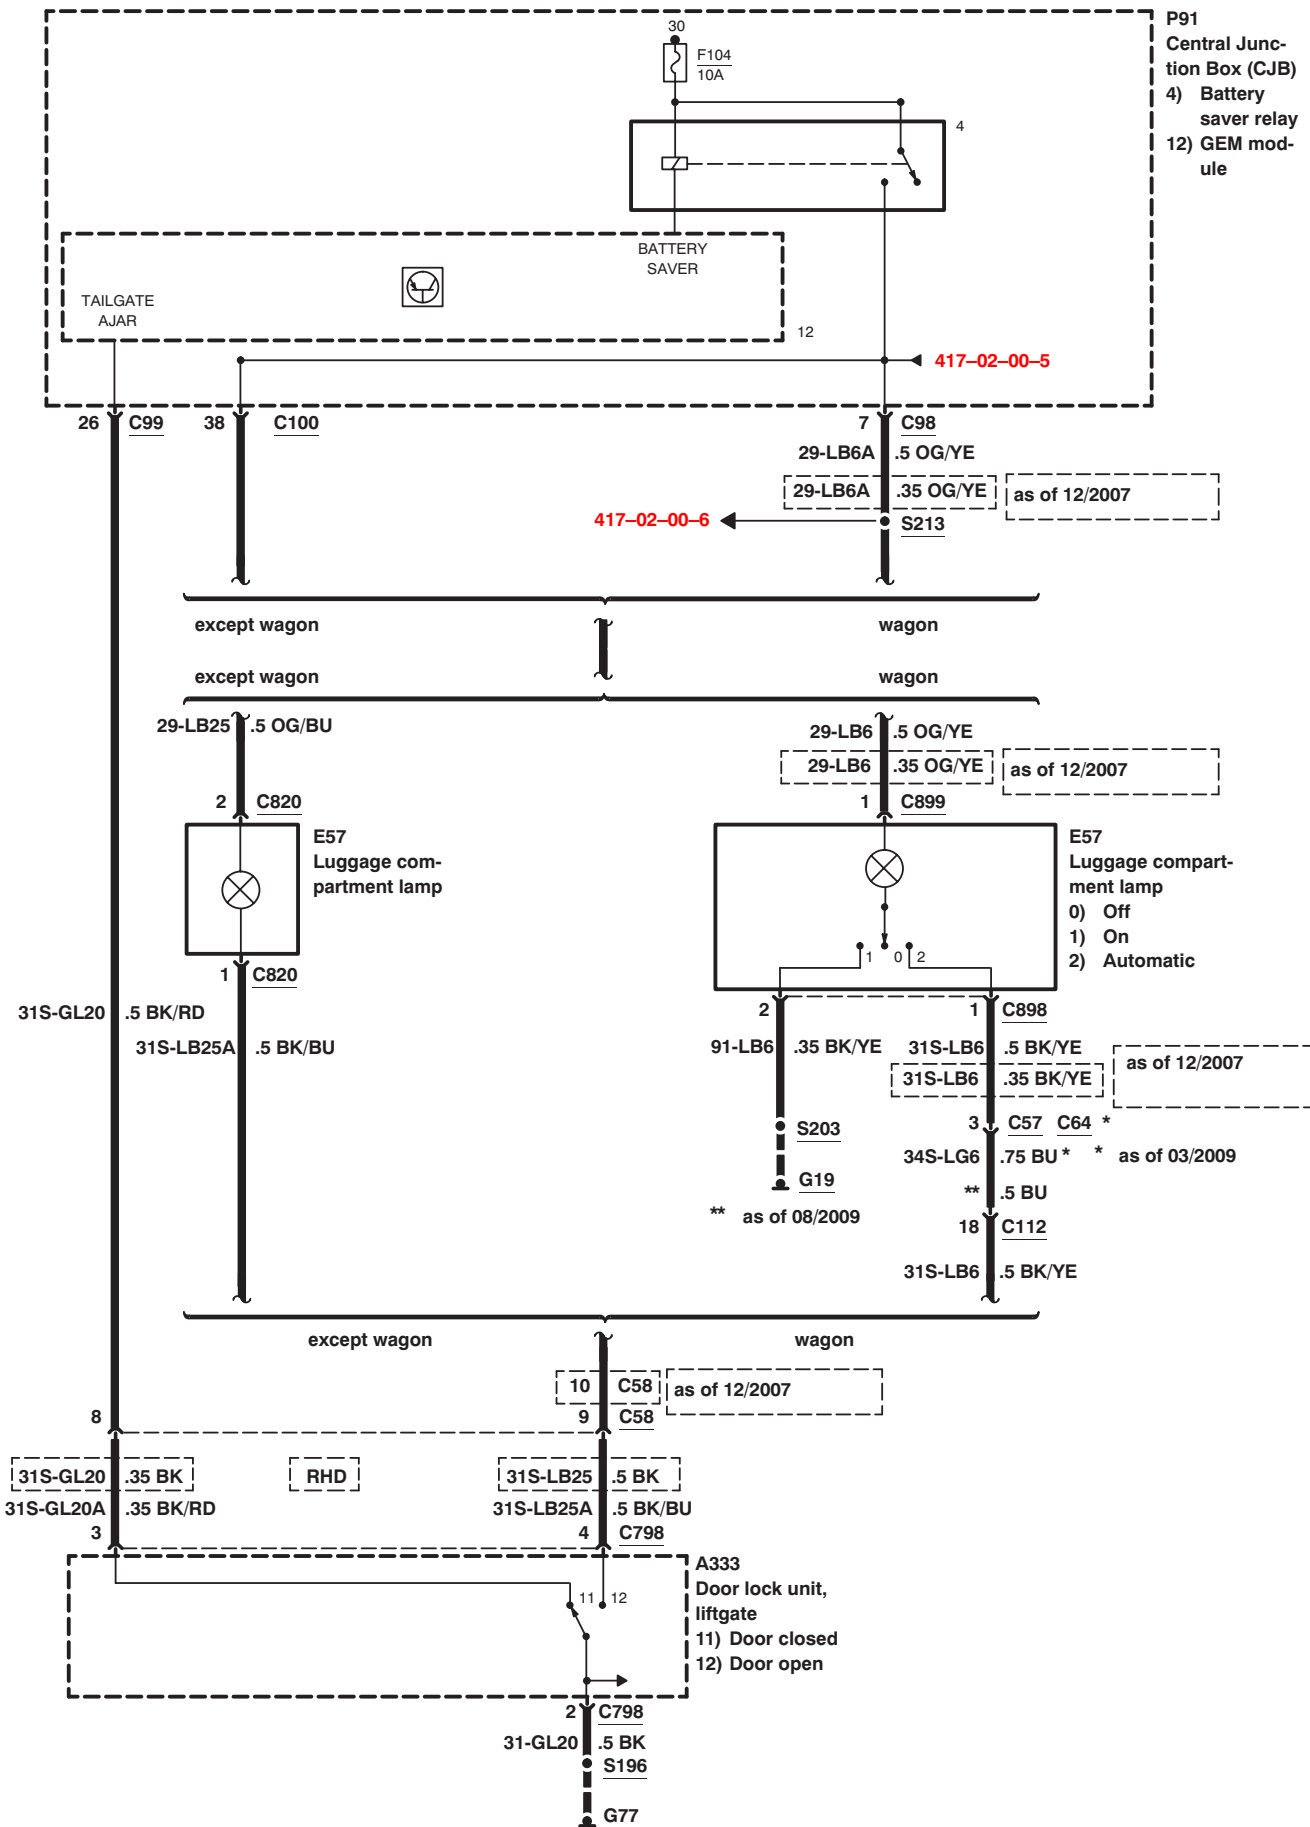 P91
Central Junc-
tion Box (CJB)
4) Battery
saver relay
12) GEM mod-
ule
30
F104
10A
4
BATTERY
SAVER
TAILGATE
AJAR
12
417–02–00–5
26 C99 38 C100 7 C98
29-LB6A .5 OG/YE
29-LB6A .35 OG/YE as of 12/2007
417–02–00–6 S213
except wagon wagon
except wagon wagon
29-LB25 .5 OG/BU 29-LB6 .5 OG/YE
29-LB6 .35 OG/YE as of 12/2007
2 C820 1 C899
E57
Luggage com-
partment lamp
E57
Luggage compart-
ment lamp
0) Off
1) On
2) Automatic
1 0 2
1 C820
2 1 C898
31S-GL20 .5 BK/RD
31S-LB25A .5 BK/BU
91-LB6 .35 BK/YE 31S-LB6 .5 BK/YE
31S-LB6 .35 BK/YE as of 12/2007
S203 3 C57 C64 *
34S-LG6 .75 BU * * as of 03/2009
G19 ** .5 BU
** as of 08/2009
18 C112
31S-LB6 .5 BK/YE
except wagon wagon
10 C58 as of 12/2007
8 9 C58
31S-GL20 .35 BK RHD 31S-LB25 .5 BK
31S-GL20A .35 BK/RD 31S-LB25A .5 BK/BU
3 4 C798
A333
Door lock unit,
liftgate
11) Door closed
12) Door open
11 12
2 C798
31-GL20 .5 BK
S196
G77